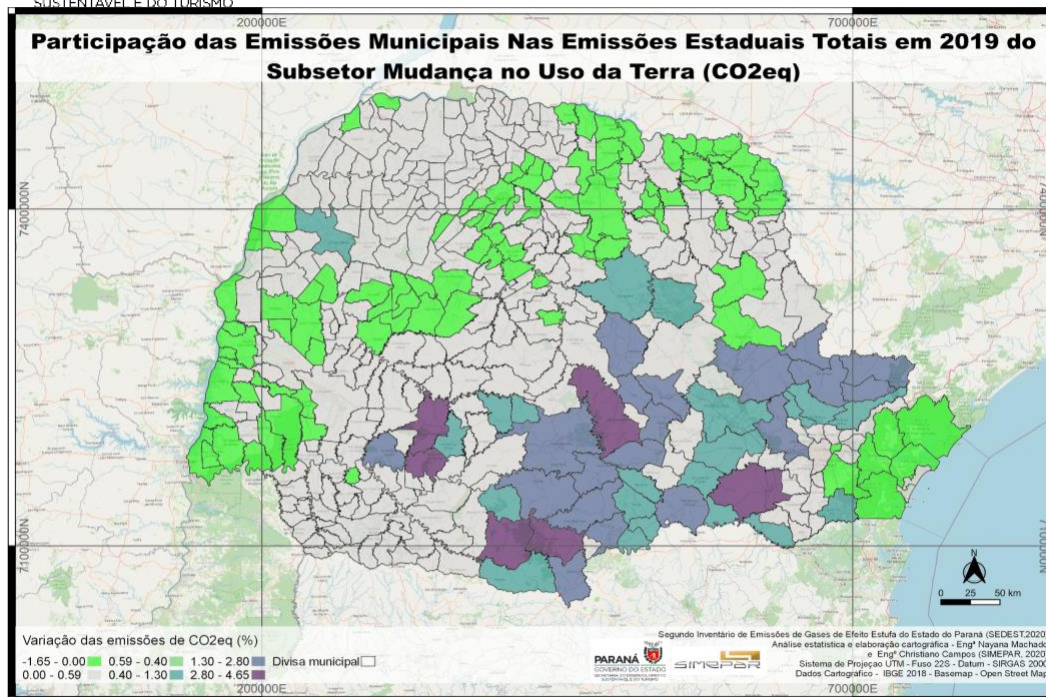 SUSTENTÁVEL E DO TURISMO
200000E
700000E
Participação das Emissões Municipais Nas Emissões Estaduais Totais em 2019 do
Subsetor Mudança no Uso da Terra (CO2eq)
7400000N
7400000N
7100000N
7100000N
N
0 25 50 km
Variação das emissões de CO2eq (%)
-1.65 - 0.00 0.59 - 0.40 1.30 - 2.80 Divisa municipal
0.00 - 0.59 0.40 - 1.30 2.80 - 4.65
PARANÁ
GOVERNO DO ESTADO
SIMEPAR
Segundo Inventário de Emissões de Gases de Efeito Estufa do Estado do Paraná (SEDEST,2020)
Análise estatística e elaboração cartográfica - Engª Nayana Machado
e Engº Christiano Campos (SIMEPAR, 2020)
Sistema de Projeçao UTM - Fuso 22S - Datum - SIRGAS 2000
Dados Cartográfico - IBGE 2018 - Basemap - Open Street Map
200000E
700000E